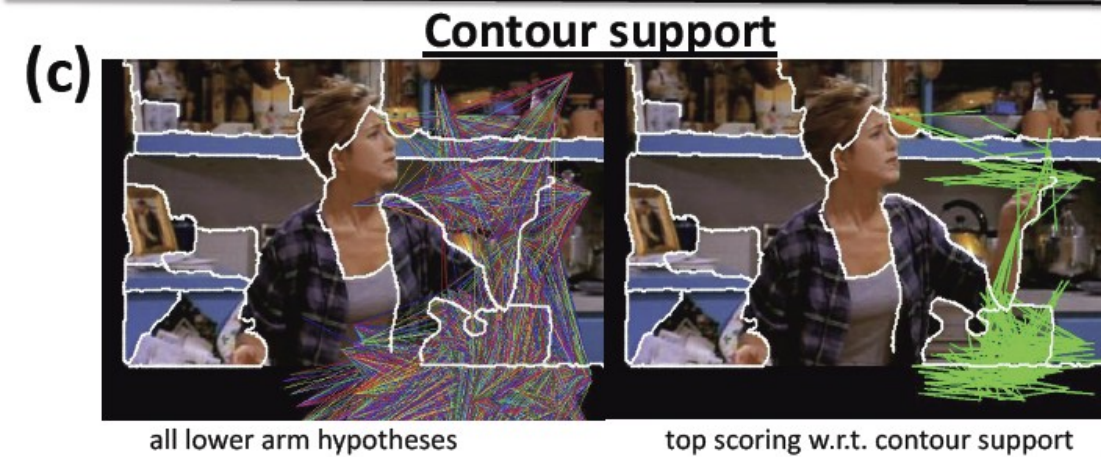 Contour support
(c)
all lower arm hypotheses
top scoring w.r.t. contour support